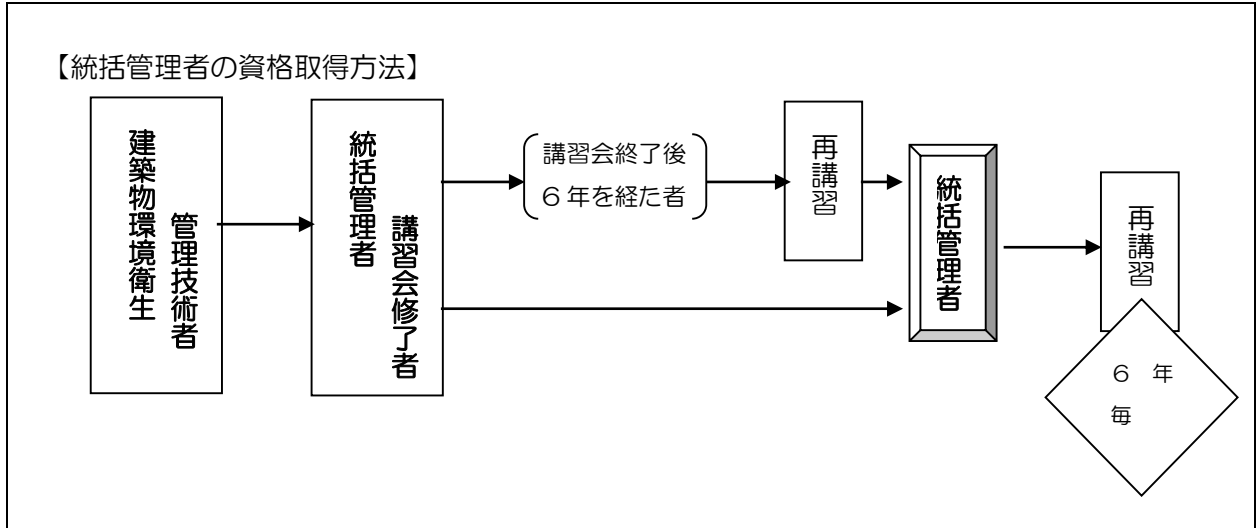 【統括管理者の資格取得方法】
建築物環境衛生
管理技術者
統括管理者
講習会修了者
講習会終了後
6年を経た者
再講習
統括管理者
再講習
6 年
毎